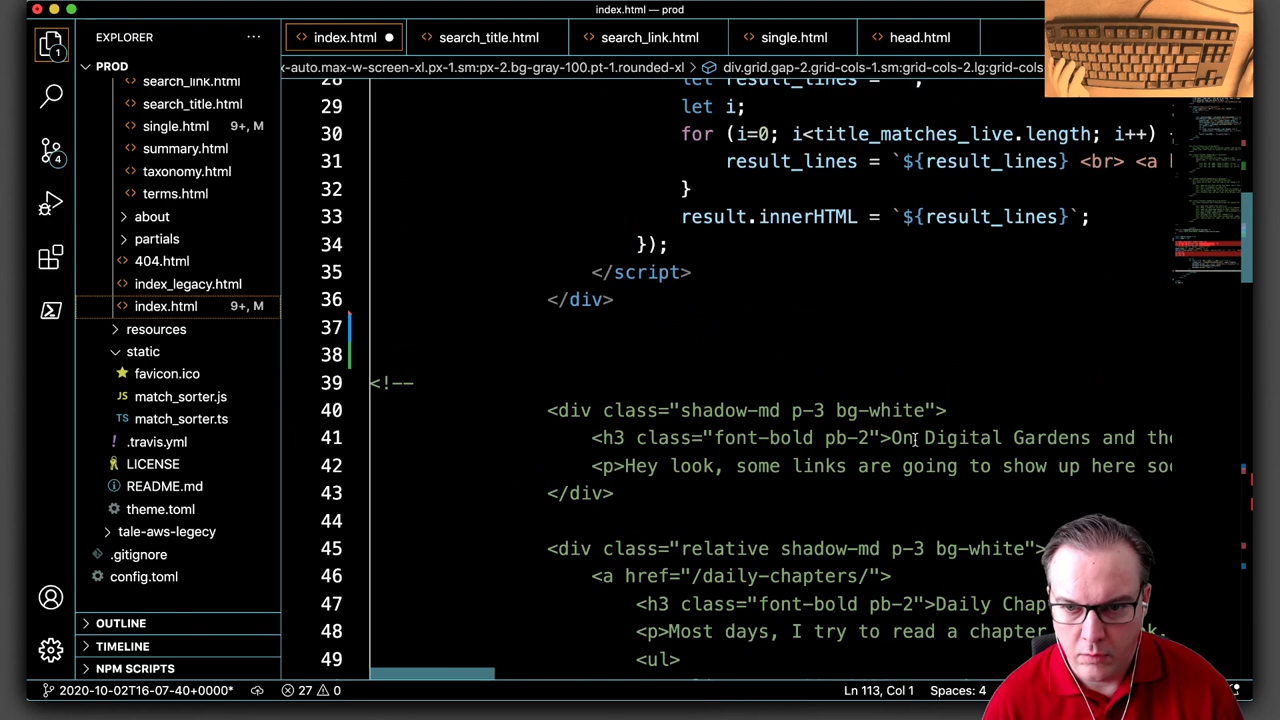 index.html — prod
EXPLORER
PROD
search_link.html
search_title.html
single.html 9+, M
summary.html
taxonomy.html
terms.html
about
partials
404.html
index_legacy.html
index.html 9+, M
resources
static
favicon.ico
JS match_sorter.js
TS match_sorter.ts
.travis.yml
LICENSE
README.md
theme.toml
tale-aws-legecy
.gitignore
config.toml
OUTLINE
TIMELINE
NPM SCRIPTS
1
4
index.html
search_title.html
search_link.html
single.html
head.html
x-auto.max-w-screen-xl.px-1.sm:px-2.bg-gray-100.pt-1.rounded-xl > div.grid.gap-2.grid-cols-1.sm:grid-cols-2.lg:grid-cols-
28 let result_lines = ``;
29 let i;
30 for (i=0; i<title_matches_live.length; i++)
31 result_lines = `${result_lines} <br> <a
32 }
33 result.innerHTML = `${result_lines}`;
34 });
35 </script>
36 </div>
37
38
39 <!--
40 <div class="shadow-md p-3 bg-white">
41 <h3 class="font-bold pb-2">On Digital Gardens and the
42 <p>Hey look, some links are going to show up here soo
43 </div>
44
45 <div class="relative shadow-md p-3 bg-white">
46 <a href="/daily-chapters/">
47 <h3 class="font-bold pb-2">Daily Chap
48 <p>Most days, I try to read a chapter
49 <ul>
2020-10-02T16-07-40+0000* 27 0 Ln 113, Col 1 Spaces: 4